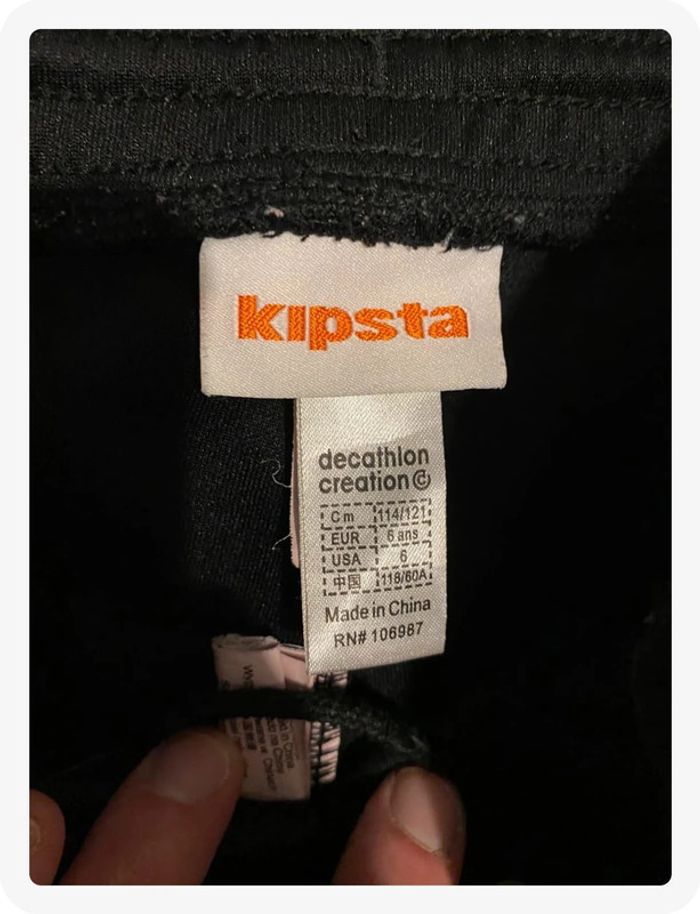 kipsta
decathlon
creation
Cm 114/121
EUR 6 ans
USA 6
中国 118/60A
Made in China
RN# 106987